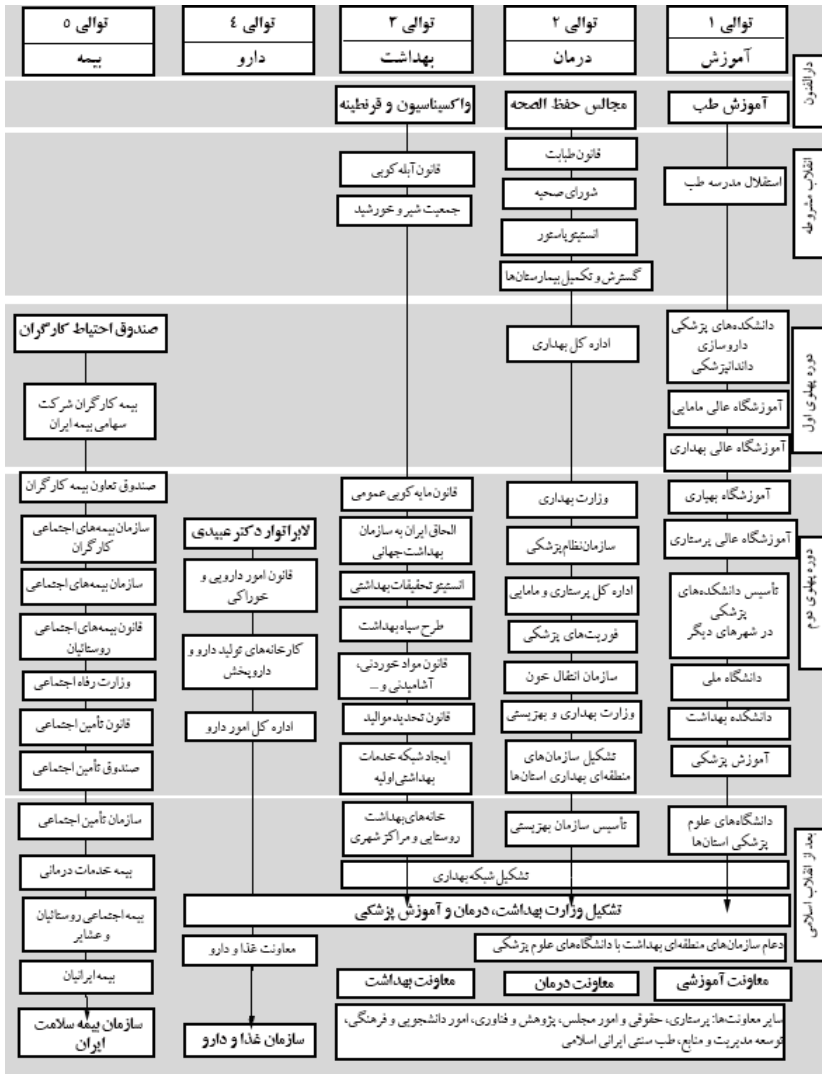 توالی ۱
آموزش
توالی ۲
درمان
توالی ۳
بهداشت
توالی ٤
دارو
توالی ٥
بیمه
دارالفنون
آموزش طب
مجالس حفظ الصحه
واکسیناسیون و قرنطینه
انقلاب مشروطه
استقلال مدرسه طب
قانون طبابت
شورای صحیه
انستیتو پاستور
گسترش و تکمیل بیمارستان‌ها
قانون آبله کوبی
جمعیت شیر و خورشید
دوره پهلوی اول
دانشکده‌های پزشکی
داروسازی
داندانپزشکی
آموزشگاه عالی مامایی
آموزشگاه عالی بهداری
اداره کل بهداری
صندوق احتیاط کارگران
بیمه کارگران شرکت
سهامی بیمه ایران
دوره پهلوی دوم
آموزشگاه بهیاری
آموزشگاه عالی پرستاری
تأسیس دانشکده‌های
پزشکی
در شهرهای دیگر
دانشگاه ملی
دانشکده بهداشت
آموزش پزشکی
وزارت بهداری
سازمان نظام پزشکی
اداره کل پرستاری و مامایی
فوریت‌های پزشکی
سازمان انتقال خون
وزارت بهداری و بهزیستی
تشکیل سازمان‌های
منطقه‌ای بهداری استان‌ها
قانون مایه کوبی عمومی
الحاق ایران به سازمان
بهداشت جهانی
انستیتو تحقیقات بهداشتی
طرح سپاه بهداشت
قانون مواد خوردنی،
آشامیدنی و ...
قانون تحدید موالید
ایجاد شبکه خدمات
بهداشتی اولیه
لابراتوار دکتر عبیدی
قانون امور دارویی و
خوراکی
کارخانه‌های تولید دارو و
داروپخش
اداره کل امور دارو
صندوق تعاون بیمه کارگران
سازمان بیمه‌های اجتماعی
کارگران
سازمان بیمه‌های اجتماعی
قانون بیمه‌های اجتماعی
روستائیان
وزارت رفاه اجتماعی
قانون تأمین اجتماعی
صندوق تأمین اجتماعی
بعد از انقلاب اسلامی
دانشگاه‌های علوم
پزشکی استان‌ها
تأسیس سازمان بهزیستی
خانه‌های بهداشت
روستایی و مراکز شهری
تشکیل شبکه بهداری
تشکیل وزارت بهداشت، درمان و آموزش پزشکی
دعام سازمان‌های منطقه‌ای بهداشت با دانشگاه‌های علوم پزشکی
معاونت آموزشی
معاونت درمان
معاونت بهداشت
سایر معاونت‌ها: پرستاری، حقوقی و امور مجلس، پژوهش و فناوری، امور دانشجویی و فرهنگی،
توسعه مدیریت و منابع، طب سنتی ایرانی اسلامی
معاونت غذا و دارو
سازمان غذا و دارو
سازمان تأمین اجتماعی
بیمه خدمات درمانی
بیمه اجتماعی روستائیان
و عشایر
بیمه ایرانیان
سازمان بیمه سلامت
ایران